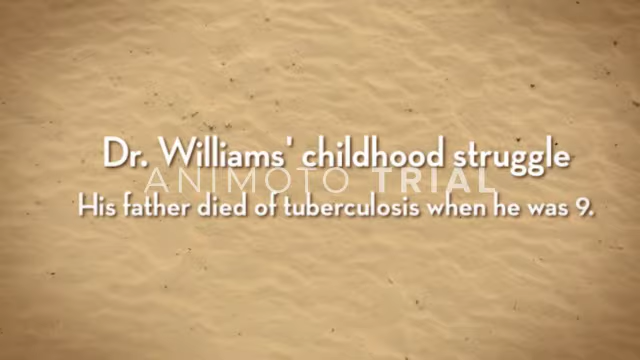 Dr. Williams' childhood struggle
ANIMOTO TRIAL
His father died of tuberculosis when he was 9.